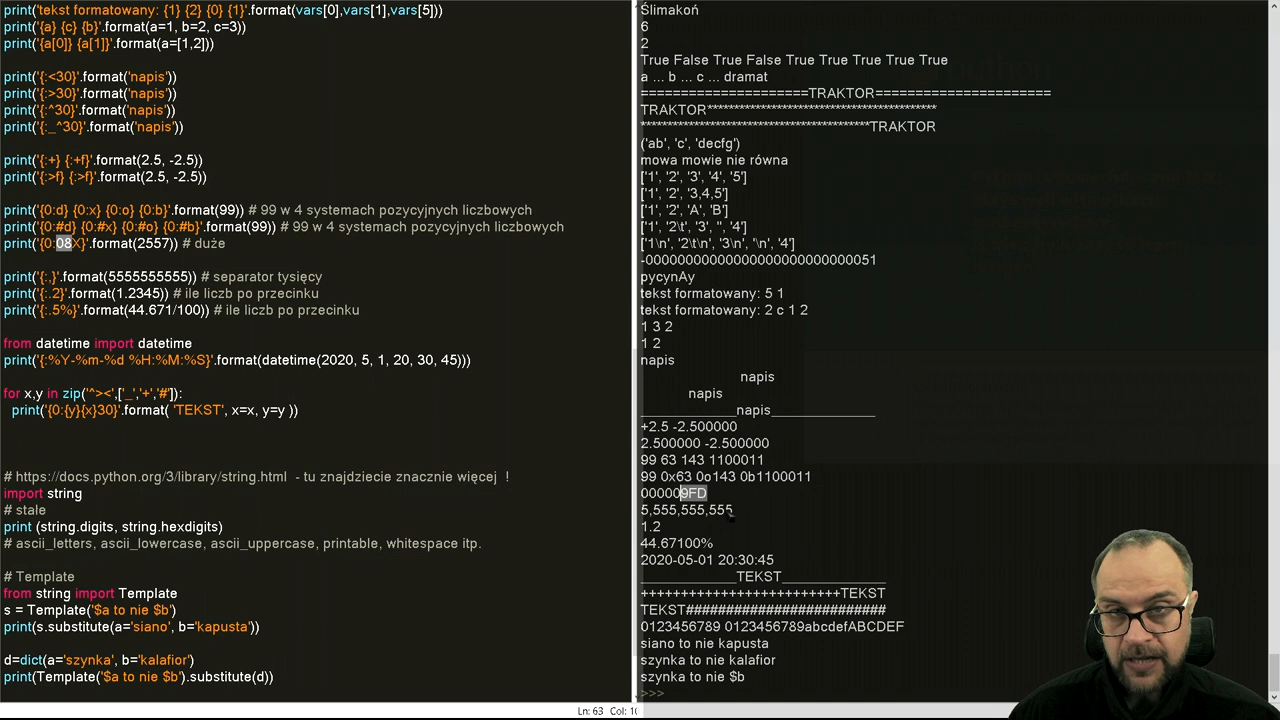 print('tekst formatowany: {1} {2} {0} {1}'.format(vars[0],vars[1],vars[5]))
print('{a} {c} {b}'.format(a=1, b=2, c=3))
print('{a[0]} {a[1]}'.format(a=[1,2]))
print('{:<30}'.format('napis'))
print('{:>30}'.format('napis'))
print('{:^30}'.format('napis'))
print('{:_^30}'.format('napis'))
print('{:+} {:+f}'.format(2.5, -2.5))
print('{:>f} {:>f}'.format(2.5, -2.5))
print('{0:d} {0:x} {0:o} {0:b}'.format(99)) # 99 w 4 systemach pozycyjnych liczbowych
print('{0:#d} {0:#x} {0:#o} {0:#b}'.format(99)) # 99 w 4 systemach pozycyjnych liczbowych
print('{0:08X}'.format(2557)) # duże
print('{:,}'.format(5555555555)) # separator tysięcy
print('{:.2}'.format(1.2345)) # ile liczb po przecinku
print('{:.5%}'.format(44.671/100)) # ile liczb po przecinku
from datetime import datetime
print('{:%Y-%m-%d %H:%M:%S}'.format(datetime(2020, 5, 1, 20, 30, 45)))
for x,y in zip('^><',['_','+','#']):
print('{0:{y}{x}30}'.format( 'TEKST', x=x, y=y ))
# https://docs.python.org/3/library/string.html - tu znajdziecie znacznie więcej !
import string
# stałe
print (string.digits, string.hexdigits)
# ascii_letters, ascii_lowercase, ascii_uppercase, printable, whitespace itp.
# Template
from string import Template
s = Template('$a to nie $b')
print(s.substitute(a='siano', b='kapusta'))
d=dict(a='szynka', b='kalafior')
print(Template('$a to nie $b').substitute(d))
Ślimakoń
6
2
True False True False True True True True True
a ... b ... c ... dramat
=====================TRAKTOR======================
TRAKTOR*******************************************
*******************************************TRAKTOR
('ab', 'c', 'decfg')
mowa mowie nie równa
['1', '2', '3', '4', '5']
['1', '2', '3,4,5']
['1', '2', 'A', 'B']
['1', '2\t', '3', '', '4']
['1\n', '2\t\n', '3\n', '\n', '4']
-000000000000000000000000000051
pycynAy
tekst formatowany: 5 1
tekst formatowany: 2 c 1 2
1 3 2
1 2
napis
napis
napis
____________napis_____________
+2.5 -2.500000
2.500000 -2.500000
99 63 143 1100011
99 0x63 0o143 0b1100011
000009FD
5,555,555,555
1.2
44.67100%
2020-05-01 20:30:45
____________TEKST_____________
+++++++++++++++++++++++++TEKST
TEKST#########################
0123456789 0123456789abcdefABCDEF
siano to nie kapusta
szynka to nie kalafior
szynka to nie $b
>>>
Ln: 63 Col: 10